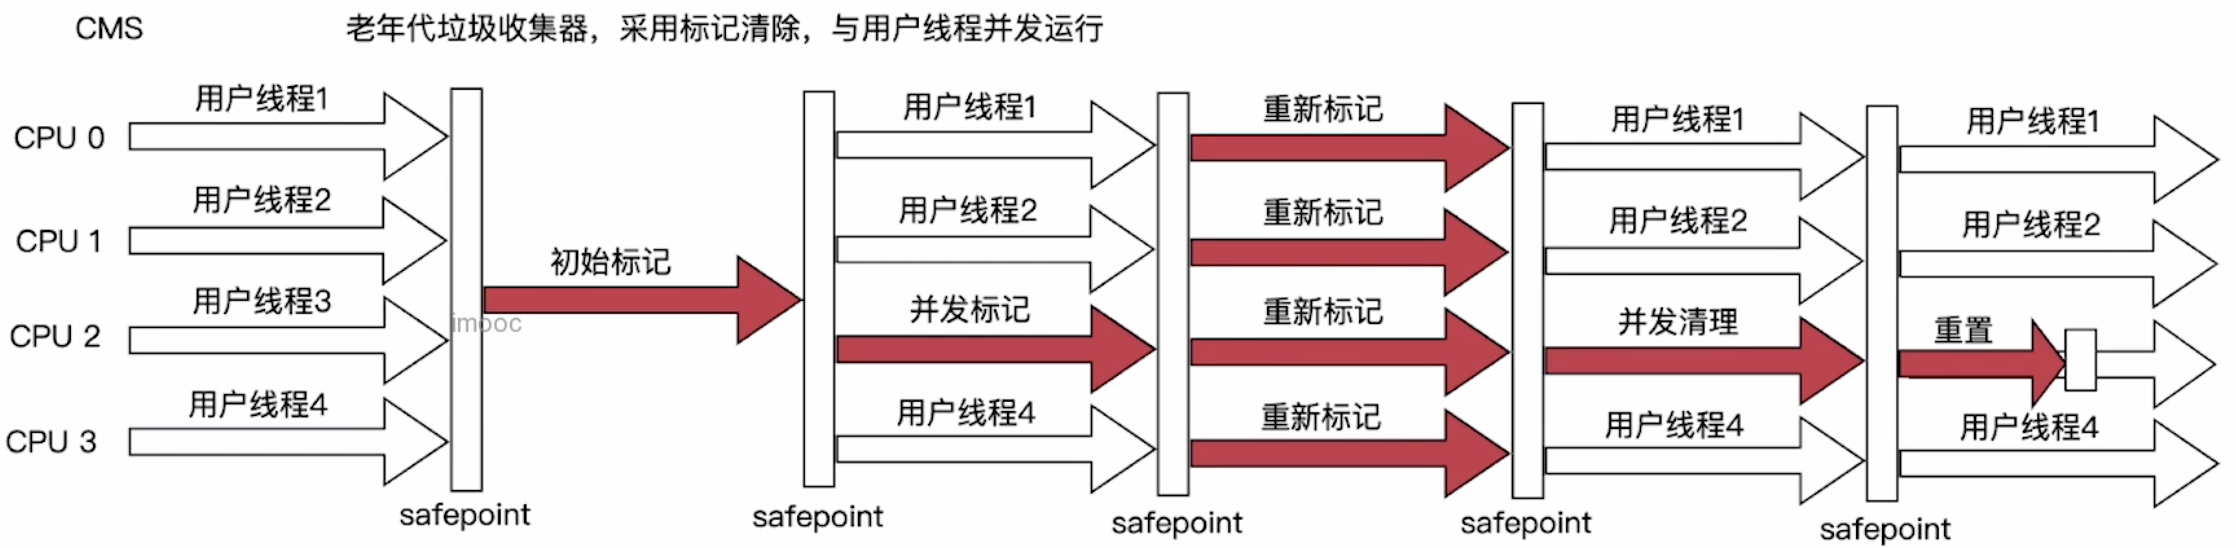 CMS 老年代垃圾收集器，采用标记清除，与用户线程并发运行
用户线程1 用户线程1 重新标记 用户线程1 用户线程1
CPU 0
用户线程2 用户线程2 重新标记 用户线程2 用户线程2
CPU 1
初始标记
用户线程3 并发标记 重新标记 并发清理 重置
imooc
CPU 2
用户线程4 用户线程4 重新标记 用户线程4 用户线程4
CPU 3
safepoint safepoint safepoint safepoint safepoint